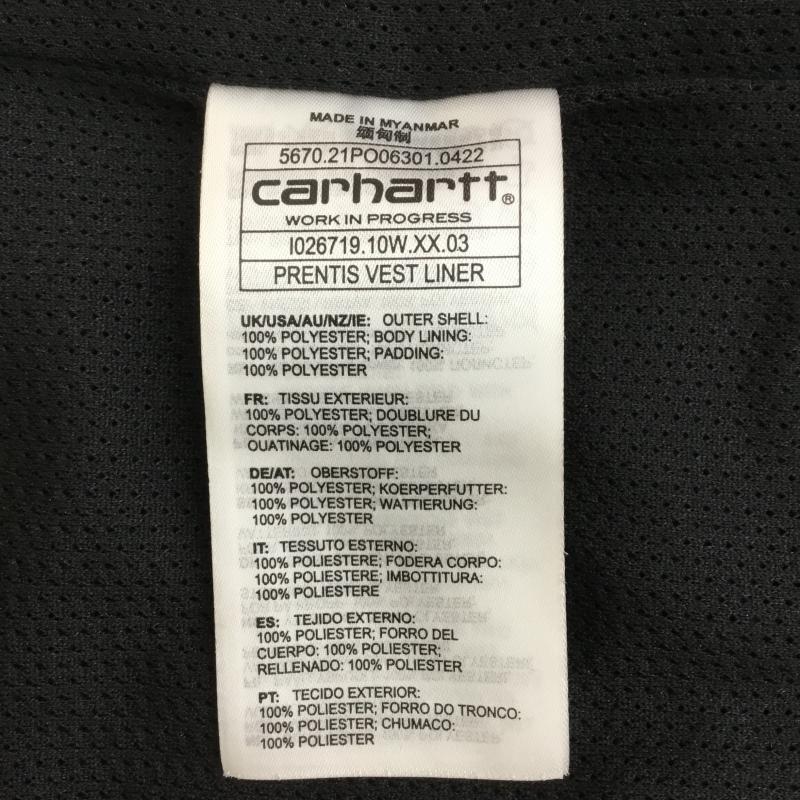 MADE IN MYANMAR
缅甸制
5670.21PO06301.0422
carhartt®
WORK IN PROGRESS
I026719.10W.XX.03
PRENTIS VEST LINER
UK/USA/AU/NZ/IE: OUTER SHELL:
100% POLYESTER; BODY LINING:
100% POLYESTER; PADDING:
100% POLYESTER
FR: TISSU EXTERIEUR:
100% POLYESTER; DOUBLURE DU
CORPS: 100% POLYESTER;
OUATINAGE: 100% POLYESTER
DE/AT: OBERSTOFF:
100% POLYESTER; KOERPERFUTTER:
100% POLYESTER; WATTIERUNG:
100% POLYESTER
IT: TESSUTO ESTERNO:
100% POLIESTERE; FODERA CORPO:
100% POLIESTERE; IMBOTTITURA:
100% POLIESTERE
ES: TEJIDO EXTERNO:
100% POLIESTER; FORRO DEL
CUERPO: 100% POLIESTER;
RELLENADO: 100% POLIESTER
PT: TECIDO EXTERIOR:
100% POLIESTER; FORRO DO TRONCO:
100% POLIESTER; CHUMACO:
100% POLIESTER